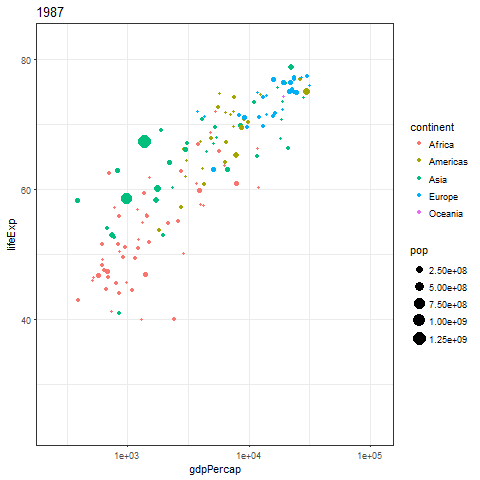 1987
80
60
40
lifeExp
1e+03
1e+04
1e+05
gdpPercap
continent
Africa
Americas
Asia
Europe
Oceania
pop
2.50e+08
5.00e+08
7.50e+08
1.00e+09
1.25e+09